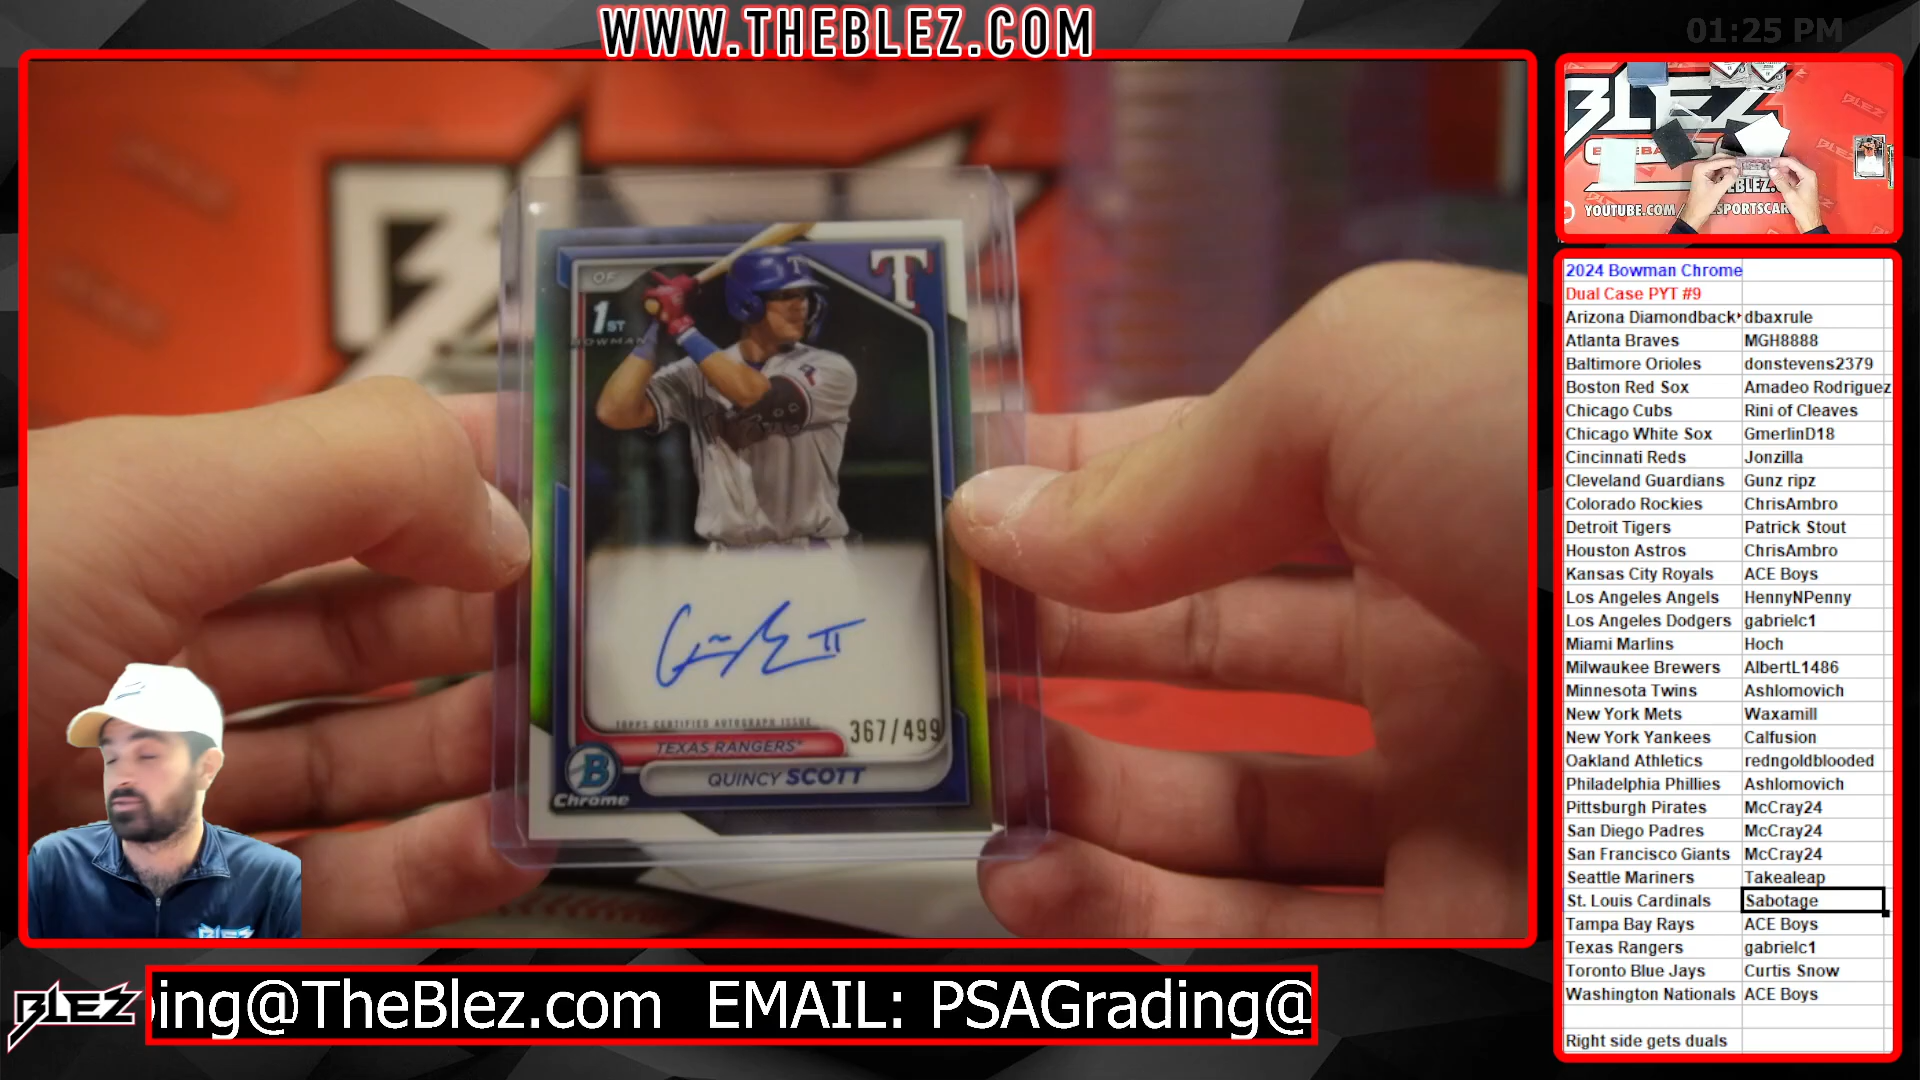 WWW.THEBLEZ.COM
01:25 PM
OF
1ST
BOWMAN
T
TOPPS CERTIFIED AUTOGRAPH ISSUE
367/499
TEXAS RANGERS
QUINCY SCOTT
B
Chrome
BLEZ
YOUTUBE.COM/
2024 Bowman Chrome
Dual Case PYT #9
Arizona Diamondback dbaxrule
Atlanta Braves MGH8888
Baltimore Orioles donstevens2379
Boston Red Sox Amadeo Rodriguez
Chicago Cubs Rini of Cleaves
Chicago White Sox GmerlinD18
Cincinnati Reds Jonzilla
Cleveland Guardians Gunz ripz
Colorado Rockies ChrisAmbro
Detroit Tigers Patrick Stout
Houston Astros ChrisAmbro
Kansas City Royals ACE Boys
Los Angeles Angels HennyNPenny
Los Angeles Dodgers gabrielc1
Miami Marlins Hoch
Milwaukee Brewers AlbertL1486
Minnesota Twins Ashlomovich
New York Mets Waxamill
New York Yankees Calfusion
Oakland Athletics redngoldblooded
Philadelphia Phillies Ashlomovich
Pittsburgh Pirates McCray24
San Diego Padres McCray24
San Francisco Giants McCray24
Seattle Mariners Takealeap
St. Louis Cardinals Sabotage
Tampa Bay Rays ACE Boys
Texas Rangers gabrielc1
Toronto Blue Jays Curtis Snow
Washington Nationals ACE Boys
Right side gets duals
BLEZ
ping@TheBlez.com EMAIL: PSAGrading@